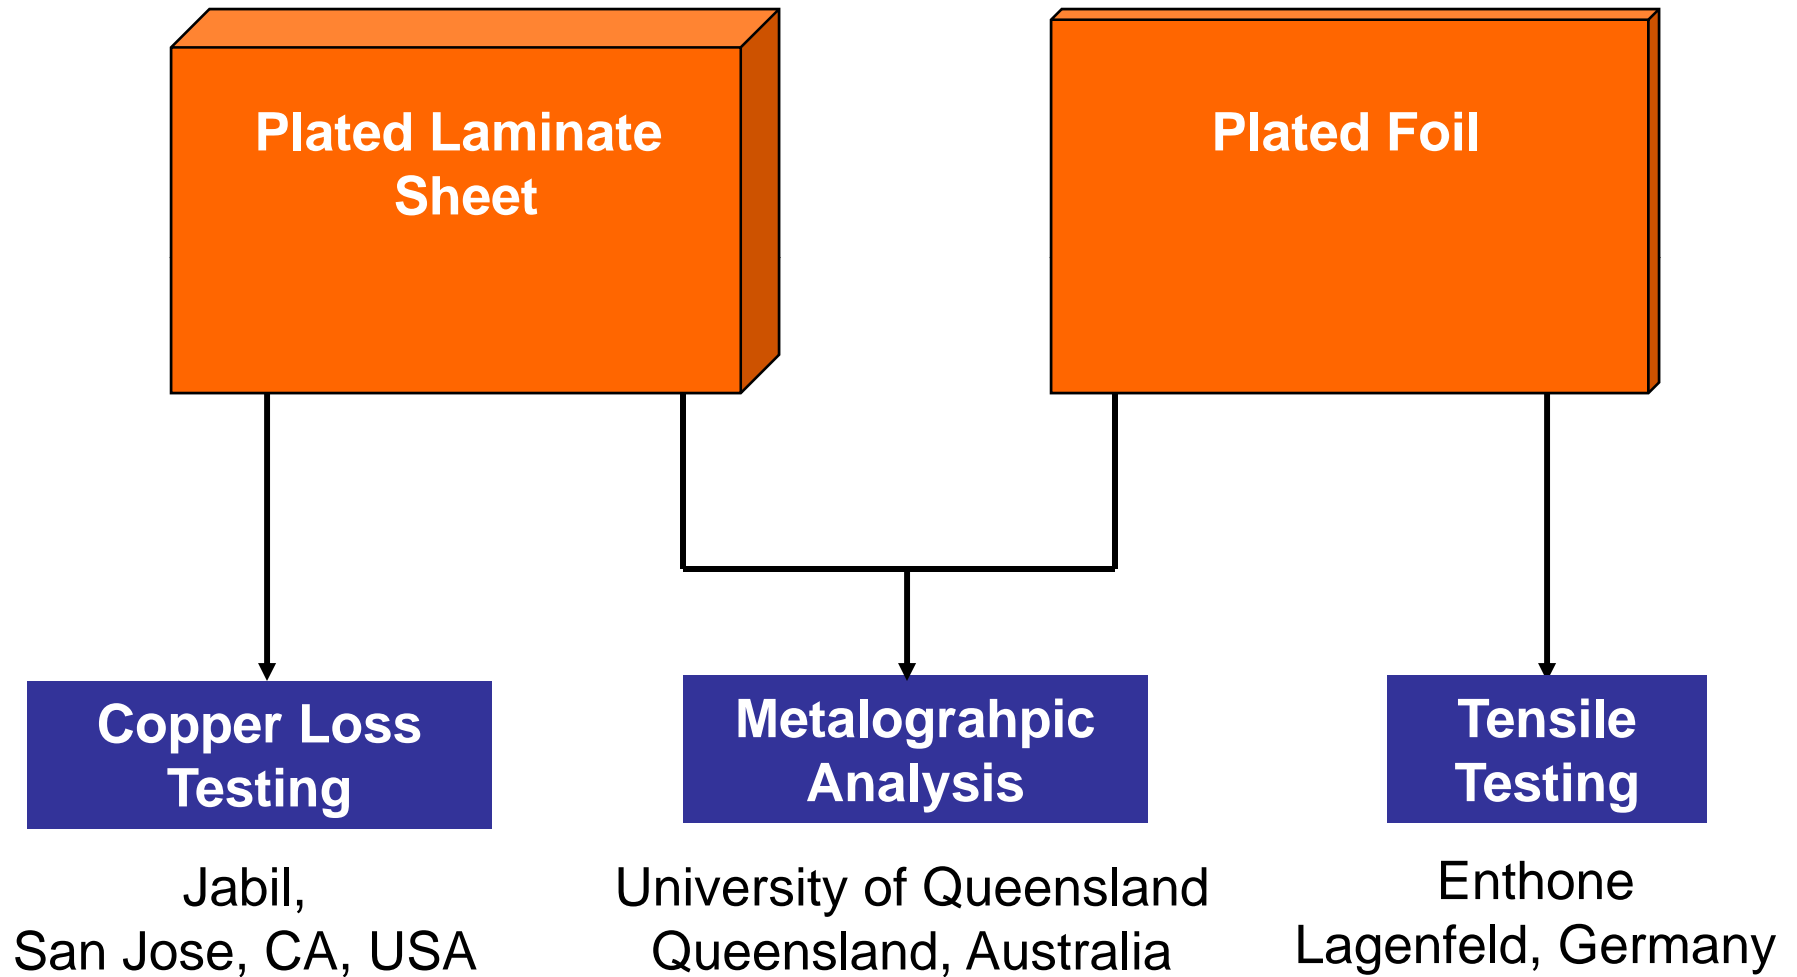 Plated Laminate
Sheet
Plated Foil
Copper Loss
Testing
Metalograhpic
Analysis
Tensile
Testing
Jabil,
San Jose, CA, USA
University of Queensland
Queensland, Australia
Enthone
Lagenfeld, Germany